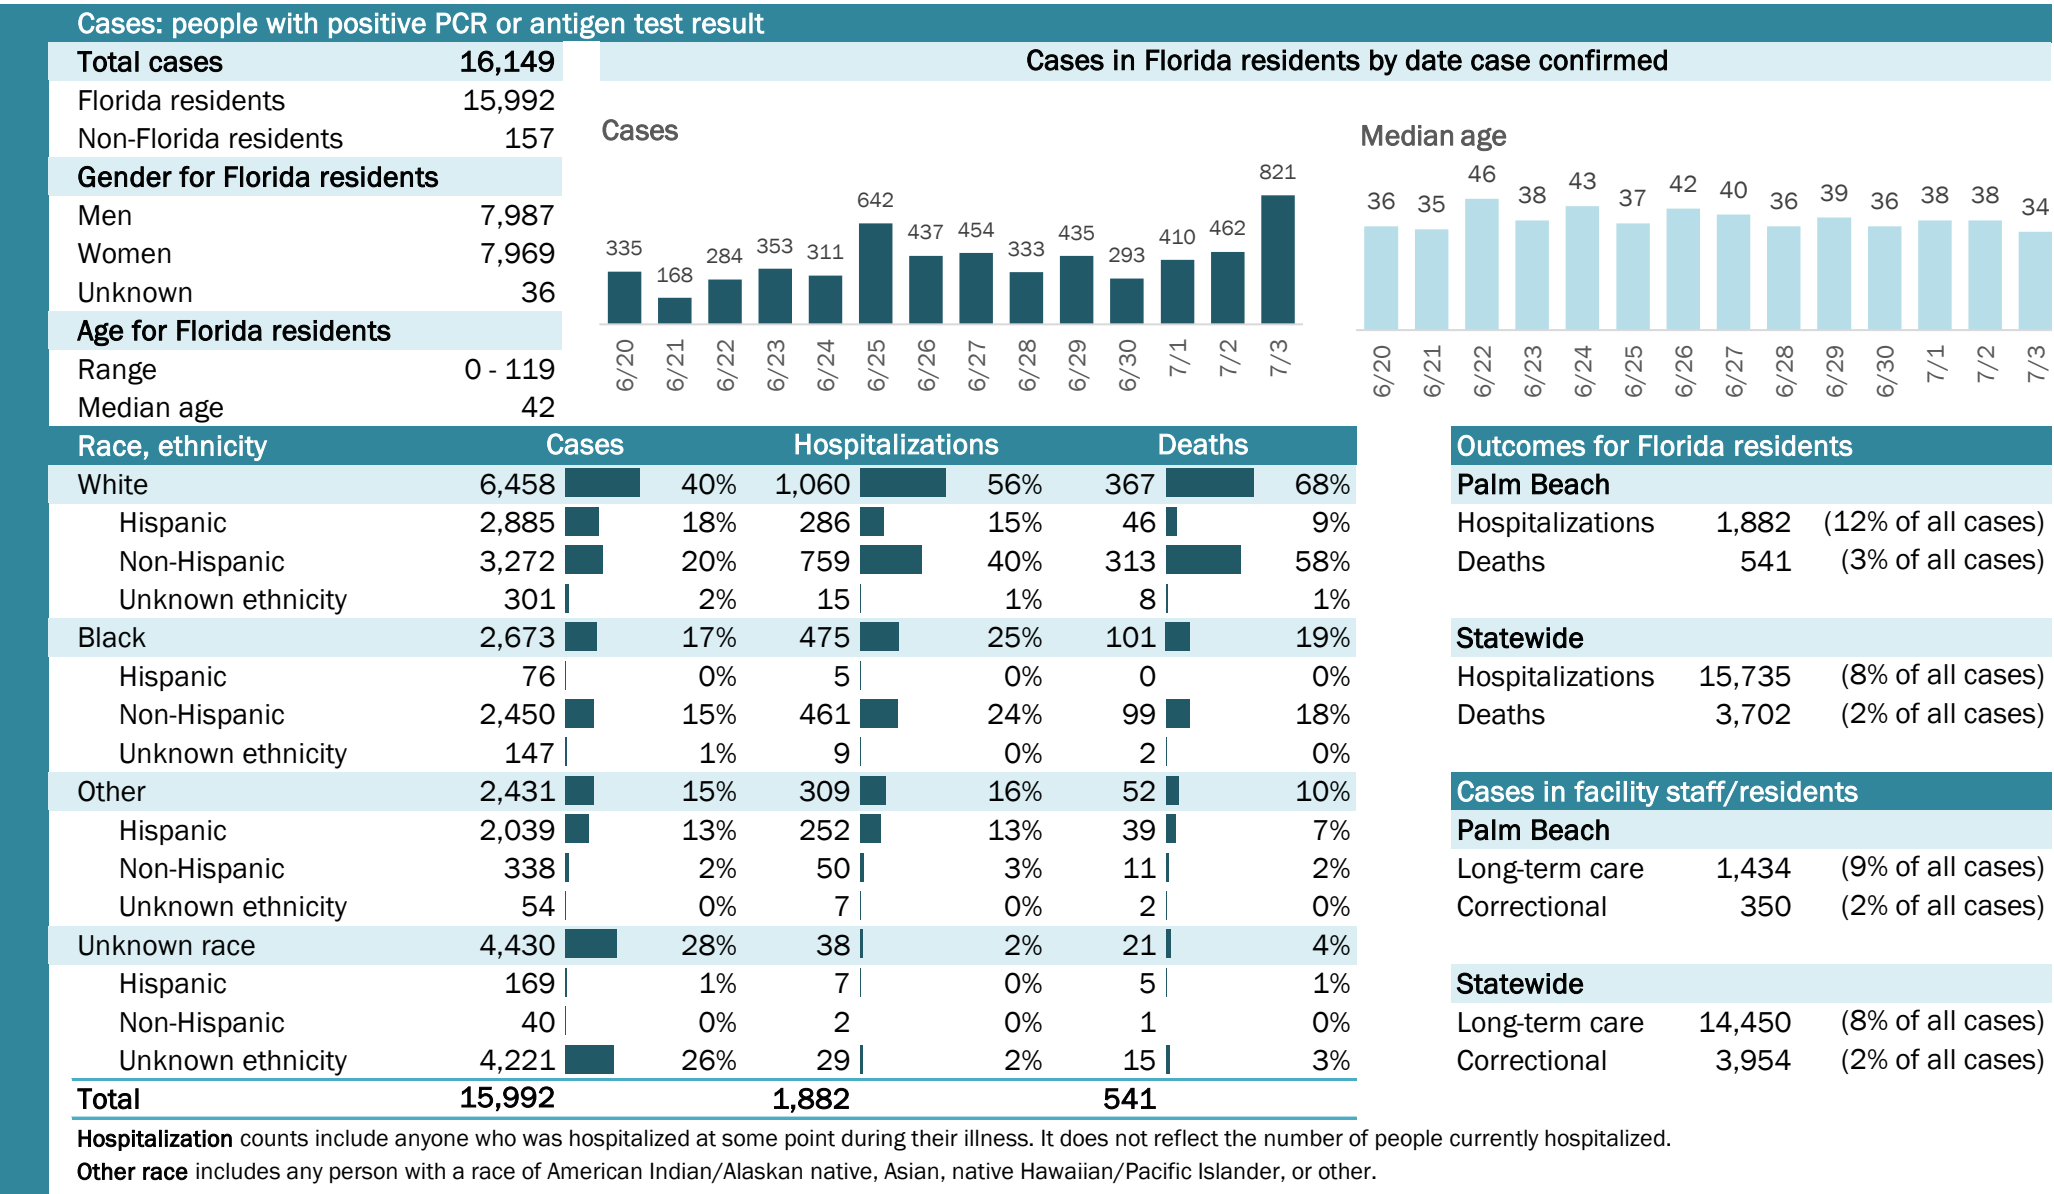 Cases: people with positive PCR or antigen test result
Total cases 16,149
Florida residents 15,992
Non-Florida residents 157
Gender for Florida residents
Men 7,987
Women 7,969
Unknown 36
Age for Florida residents
Range 0 - 119
Median age 42
Cases in Florida residents by date case confirmed
Cases
335 168 284 353 311 642 437 454 333 435 293 410 462 821
6/20 6/21 6/22 6/23 6/24 6/25 6/26 6/27 6/28 6/29 6/30 7/1 7/2 7/3
Median age
36 35 46 38 43 37 42 40 36 39 36 38 38 34
6/20 6/21 6/22 6/23 6/24 6/25 6/26 6/27 6/28 6/29 6/30 7/1 7/2 7/3
Race, ethnicity Cases Hospitalizations Deaths
White 6,458 40% 1,060 56% 367 68%
Hispanic 2,885 18% 286 15% 46 9%
Non-Hispanic 3,272 20% 759 40% 313 58%
Unknown ethnicity 301 2% 15 1% 8 1%
Black 2,673 17% 475 25% 101 19%
Hispanic 76 0% 5 0% 0 0%
Non-Hispanic 2,450 15% 461 24% 99 18%
Unknown ethnicity 147 1% 9 0% 2 0%
Other 2,431 15% 309 16% 52 10%
Hispanic 2,039 13% 252 13% 39 7%
Non-Hispanic 338 2% 50 3% 11 2%
Unknown ethnicity 54 0% 7 0% 2 0%
Unknown race 4,430 28% 38 2% 21 4%
Hispanic 169 1% 7 0% 5 1%
Non-Hispanic 40 0% 2 0% 1 0%
Unknown ethnicity 4,221 26% 29 2% 15 3%
Total 15,992 1,882 541
Outcomes for Florida residents
Palm Beach
Hospitalizations 1,882 (12% of all cases)
Deaths 541 (3% of all cases)
Statewide
Hospitalizations 15,735 (8% of all cases)
Deaths 3,702 (2% of all cases)
Cases in facility staff/residents
Palm Beach
Long-term care 1,434 (9% of all cases)
Correctional 350 (2% of all cases)
Statewide
Long-term care 14,450 (8% of all cases)
Correctional 3,954 (2% of all cases)
Hospitalization counts include anyone who was hospitalized at some point during their illness. It does not reflect the number of people currently hospitalized.
Other race includes any person with a race of American Indian/Alaskan native, Asian, native Hawaiian/Pacific Islander, or other.